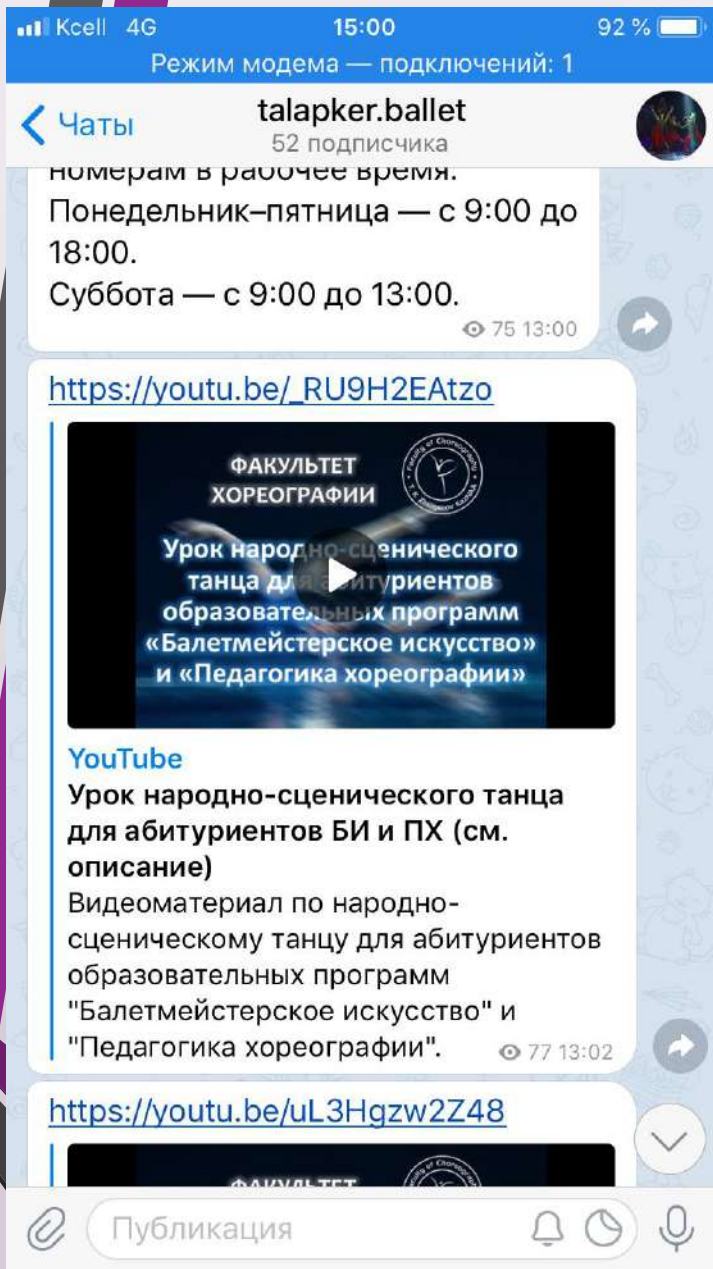 Kcell 4G 15:00 92 %
Режим модема — подключений: 1
Чаты
talapker.ballet
52 подписчика
номерам в рабочее время.
Понедельник–пятница — с 9:00 до
18:00.
Суббота — с 9:00 до 13:00.
75 13:00
https://youtu.be/_RU9H2EAtzo
ФАКУЛЬТЕТ
ХОРЕОГРАФИИ
Урок народно-сценического
танца для абитуриентов
образовательных программ
«Балетмейстерское искусство»
и «Педагогика хореографии»
YouTube
Урок народно-сценического танца
для абитуриентов БИ и ПХ (см.
описание)
Видеоматериал по народно-
сценическому танцу для абитуриентов
образовательных программ
"Балетмейстерское искусство" и
"Педагогика хореографии".
77 13:02
https://youtu.be/uL3Hgzw2Z48
ФАКУЛЬТЕТ
Публикация